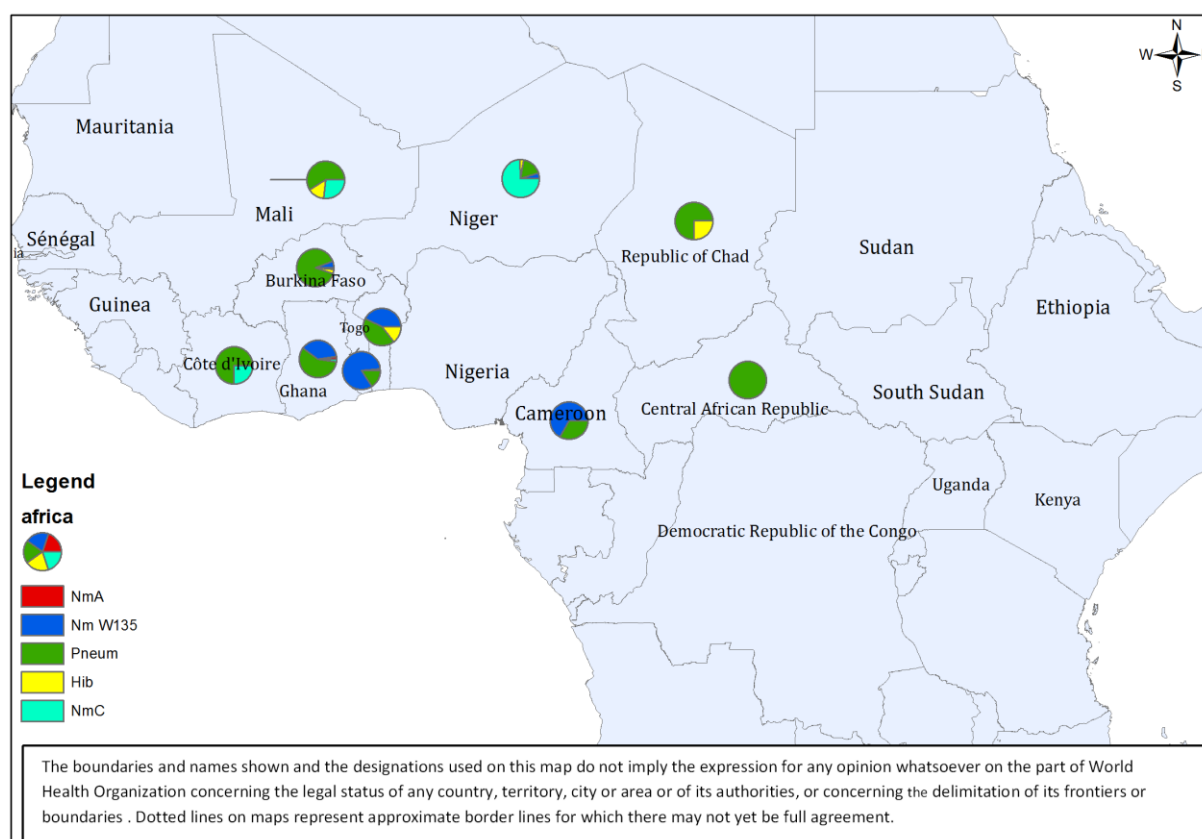 N
W
S
Mauritania
Mali
Niger
Sénégal
ia
Republic of Chad
Sudan
Burkina Faso
Guinea
Ethiopia
Togo
Côte d'Ivoire
Ghana
Nigeria
South Sudan
Cameroon
Central African Republic
Uganda
Kenya
Democratic Republic of the Congo
Legend
africa
NmA
Nm W135
Pneum
Hib
NmC
The boundaries and names shown and the designations used on this map do not imply the expression for any opinion whatsoever on the part of World
Health Organization concerning the legal status of any country, territory, city or area or of its authorities, or concerning the delimitation of its frontiers or
boundaries . Dotted lines on maps represent approximate border lines for which there may not yet be full agreement.